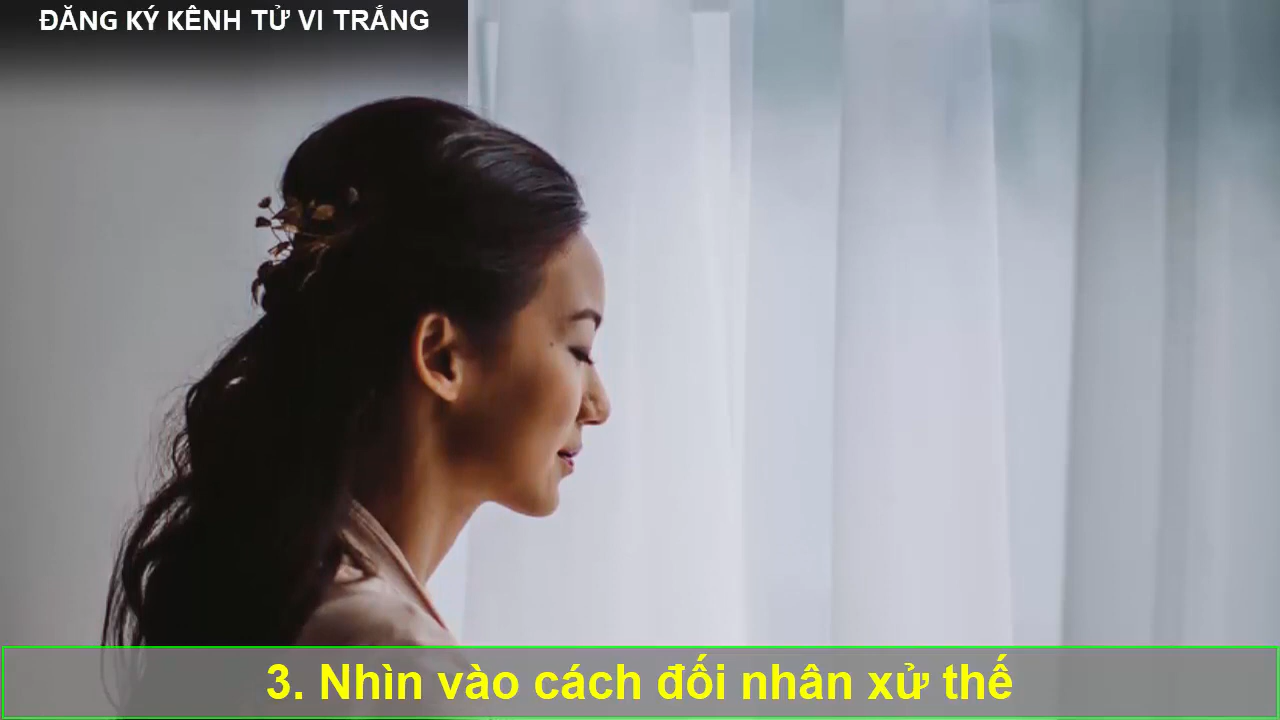 ĐĂNG KÝ KÊNH TỬ VI TRẮNG
3. Nhìn vào cách đối nhân xử thế